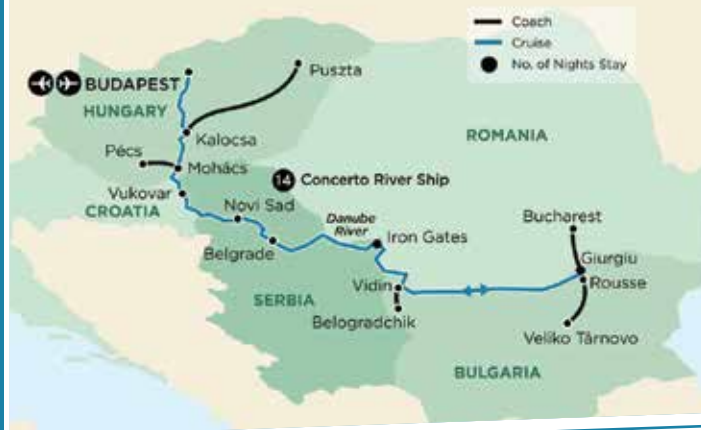 Coach
Cruise
No. of Nights Stay
BUDAPEST
HUNGARY
Puszta
Kalocsa
ROMANIA
Pécs
Mohács
14 Concerto River Ship
Vukovar
CROATIA
Novi Sad
Danube
River
Bucharest
Iron Gates
Belgrade
Giurgiu
Vidin
Rousse
SERBIA
Belogradchik
Veliko Târnovo
BULGARIA